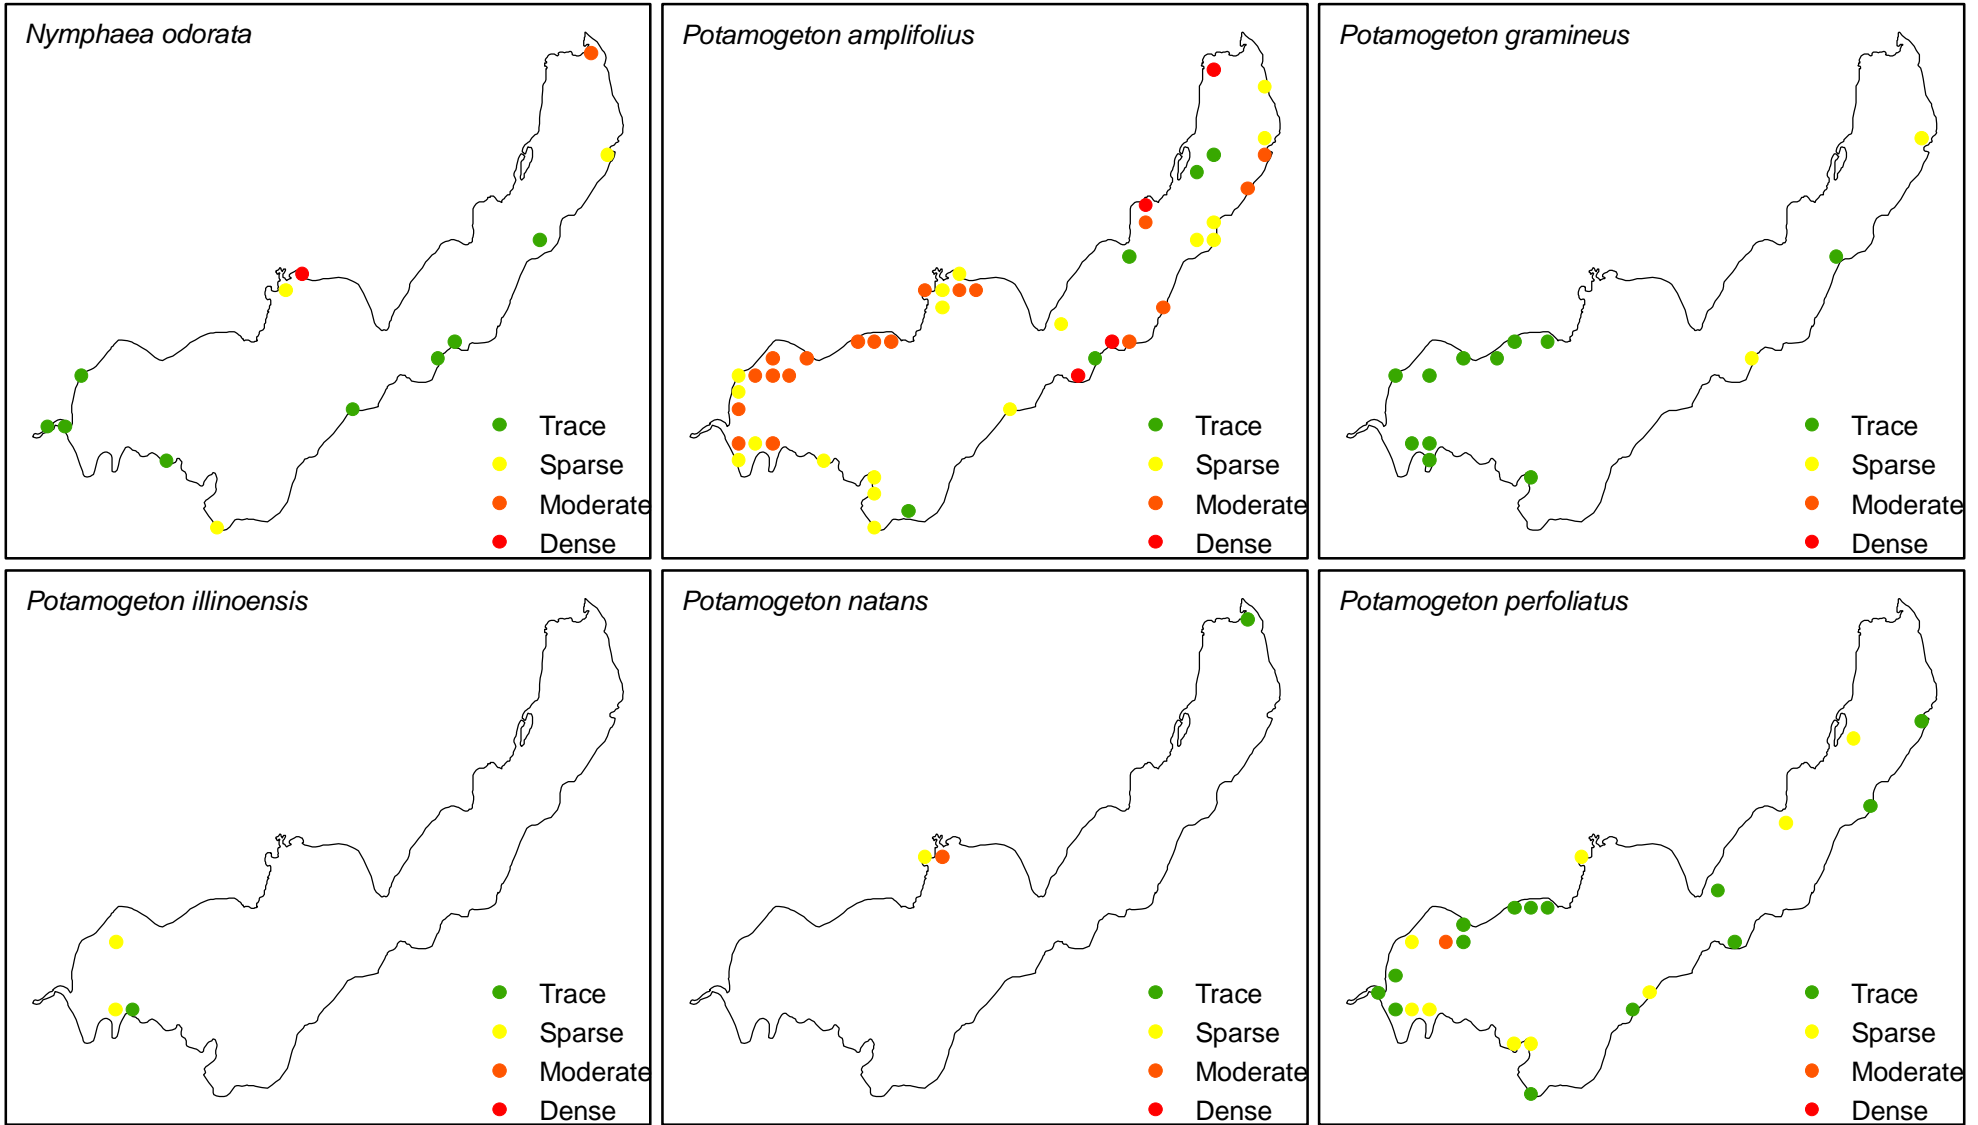 Nymphaea odorata
Trace
Sparse
Moderate
Dense
Potamogeton amplifolius
Trace
Sparse
Moderate
Dense
Potamogeton gramineus
Trace
Sparse
Moderate
Dense
Potamogeton illinoensis
Trace
Sparse
Moderate
Dense
Potamogeton natans
Trace
Sparse
Moderate
Dense
Potamogeton perfoliatus
Trace
Sparse
Moderate
Dense